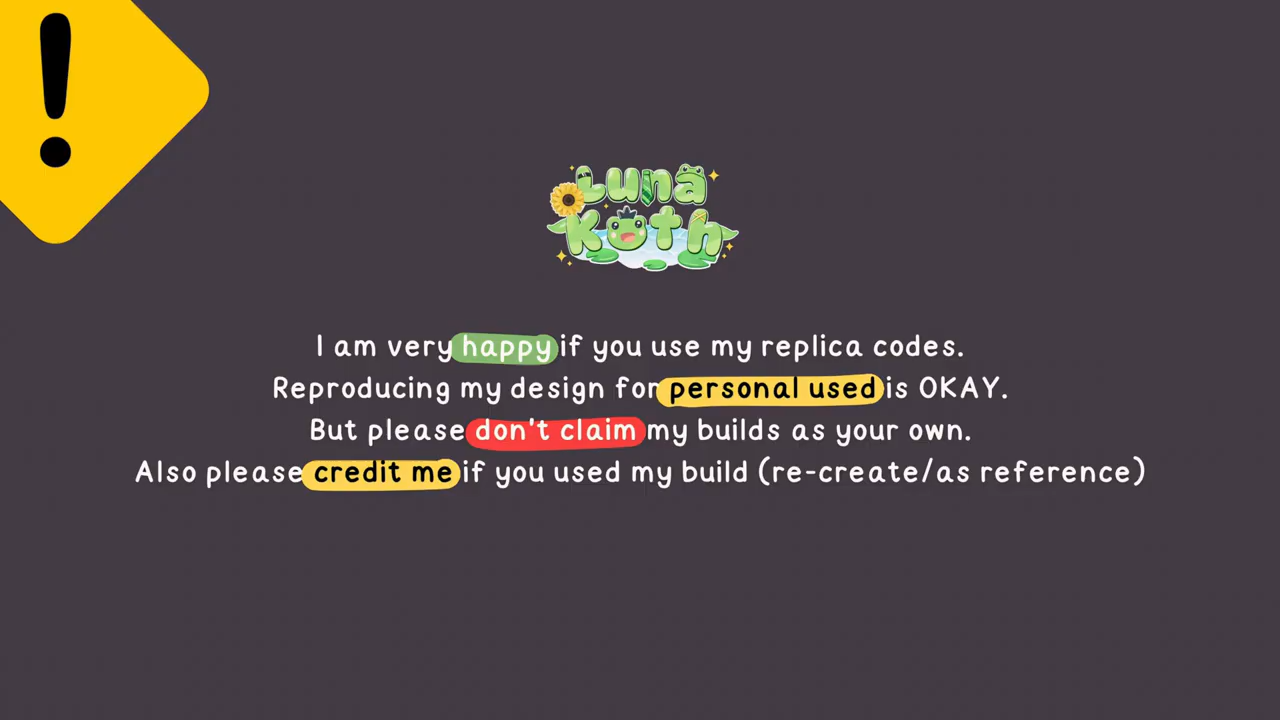 !
Luna
Koth
I am very happy if you use my replica codes.
Reproducing my design for personal used is OKAY.
But please don't claim my builds as your own.
Also please credit me if you used my build (re-create/as reference)